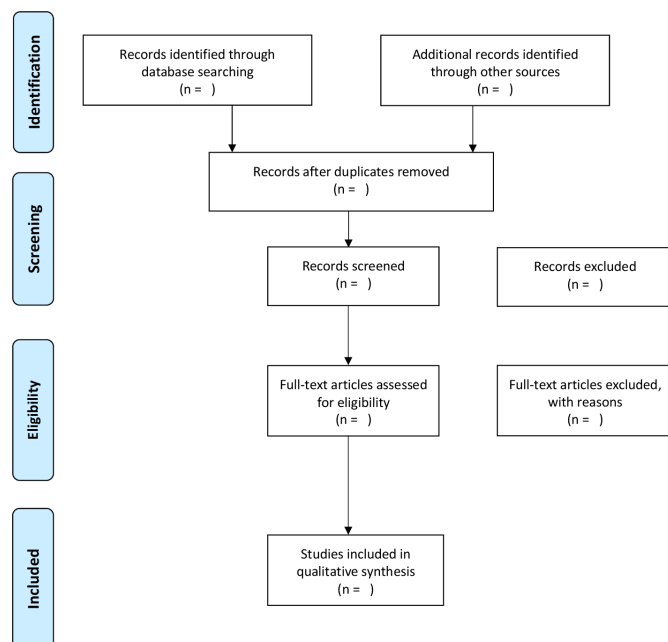 Identification
Records identified through
database searching
(n =   )
Additional records identified
through other sources
(n =   )
Records after duplicates removed
(n =   )
Screening
Records screened
(n =   )
Records excluded
(n =   )
Eligibility
Full-text articles assessed
for eligibility
(n =   )
Full-text articles excluded,
with reasons
(n =   )
Included
Studies included in
qualitative synthesis
(n =   )